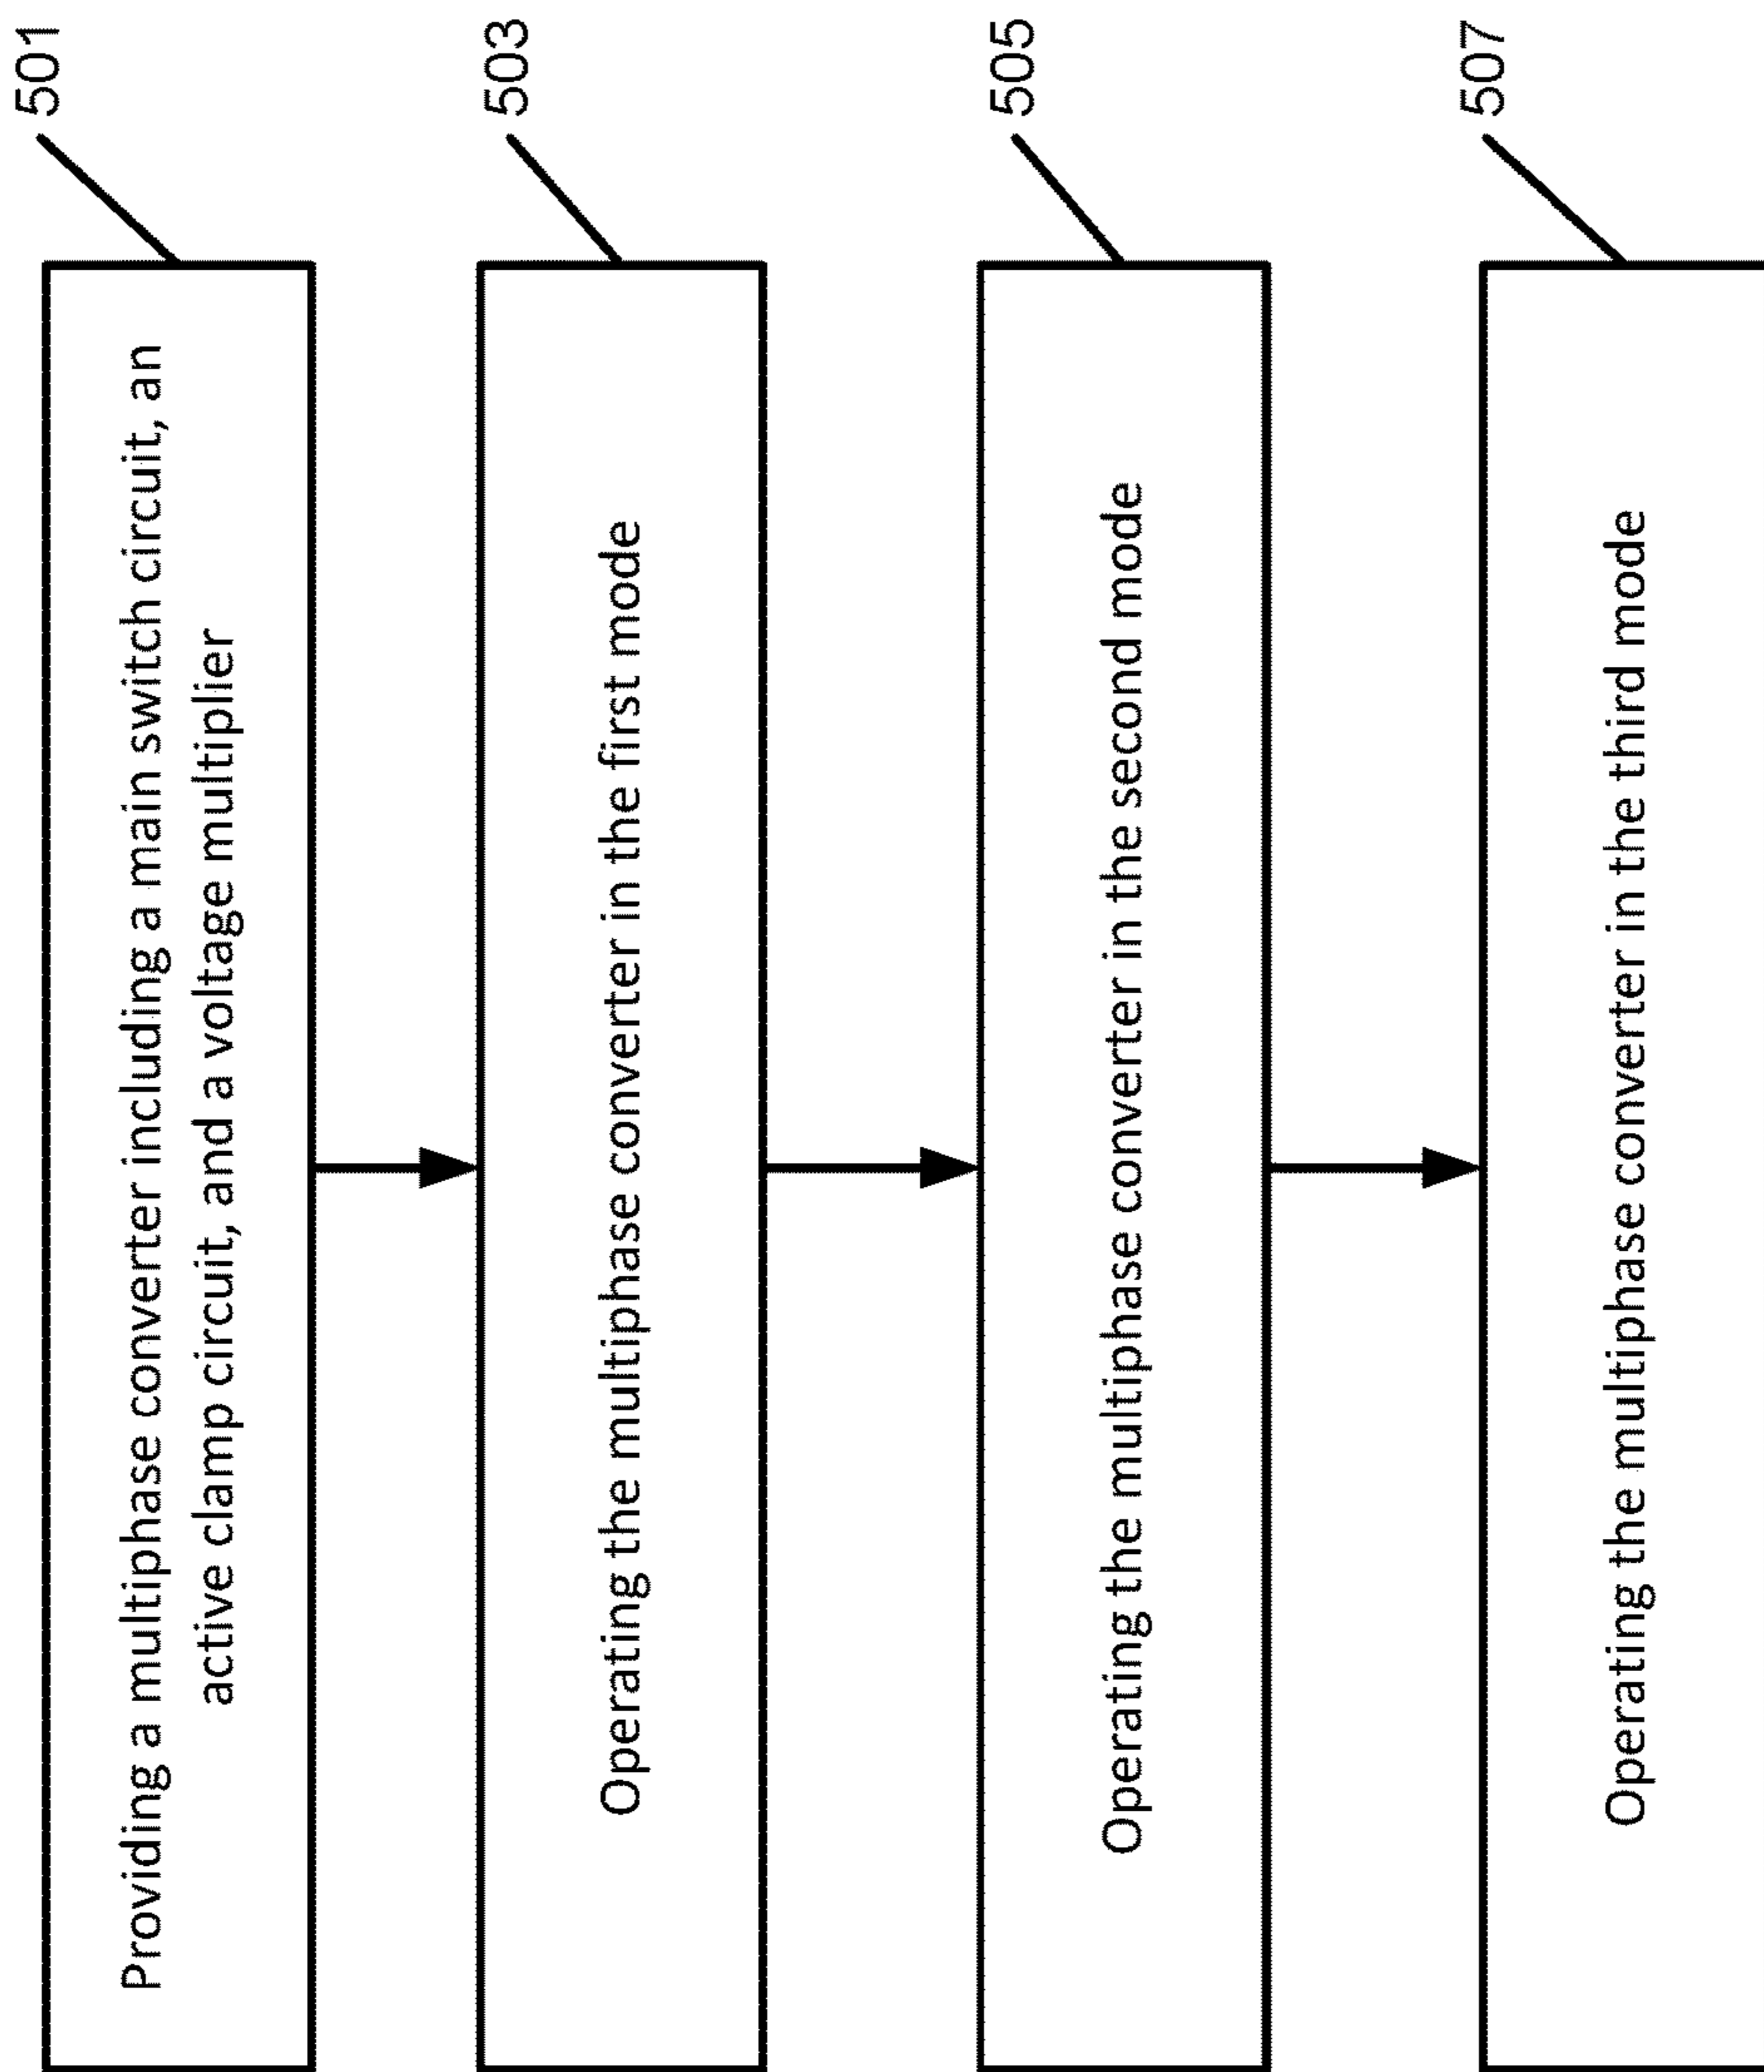 Providing a multiphase converter including a main switch circuit, an
active clamp circuit, and a voltage multiplier
501
Operating the multiphase converter in the first mode
503
Operating the multiphase converter in the second mode
505
Operating the multiphase converter in the third mode
507